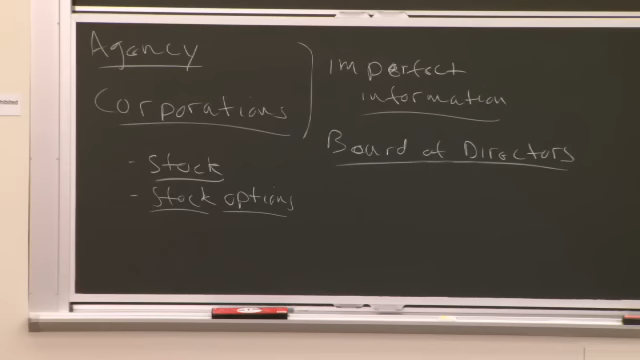 Agency
Corporations
- Stock
- Stock options
Imperfect
information
Board of Directors